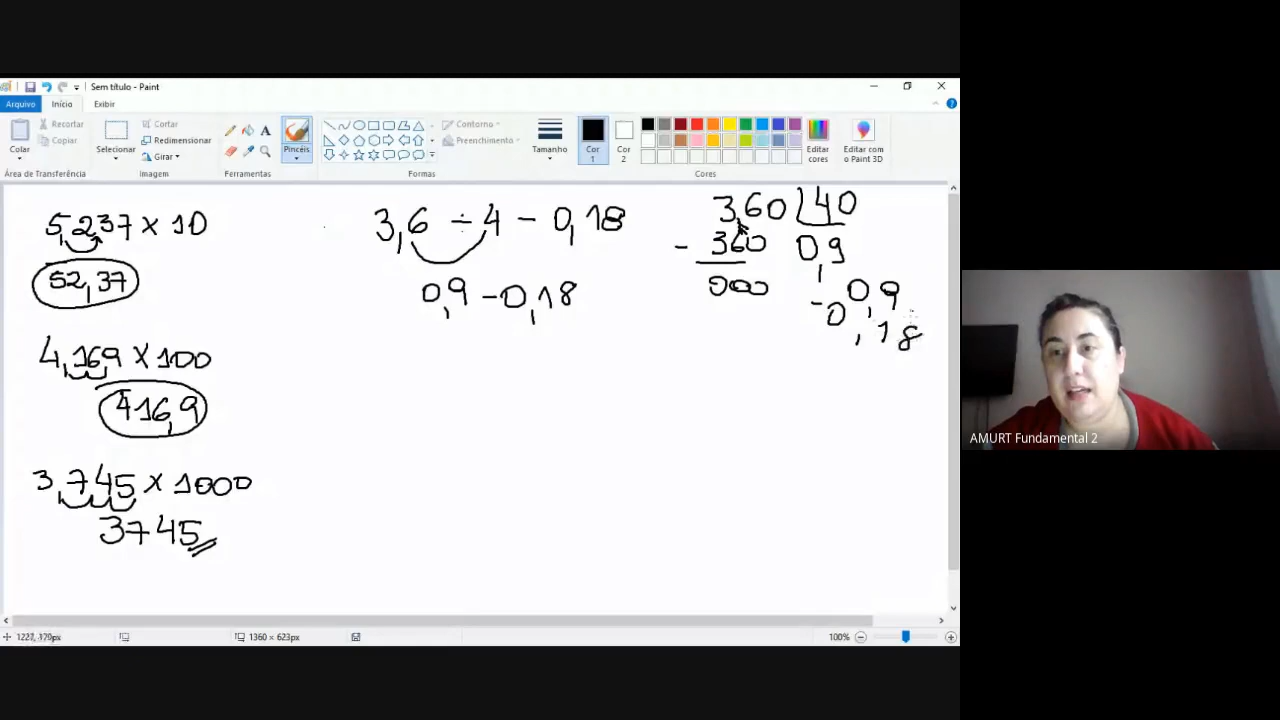 Sem título - Paint
Arquivo Início Exibir
Colar
Recortar
Copiar
Área de Transferência
Selecionar
Cortar
Redimensionar
Girar
Imagem
A
Ferramentas
Pincéis
Contorno
Preenchimento
Formas
Tamanho
Cor 1
Cor 2
Editar cores
Editar com o Paint 3D
Cores
5,237 x 10
52,37
4,169 x 100
416,9
3,745 x 1000
3745
3,6 ÷ 4 - 0,18
0,9 - 0,18
3,60 40
- 360 0,9
000
- 0,9
0,18
AMURT Fundamental 2
1360 × 623px
100%